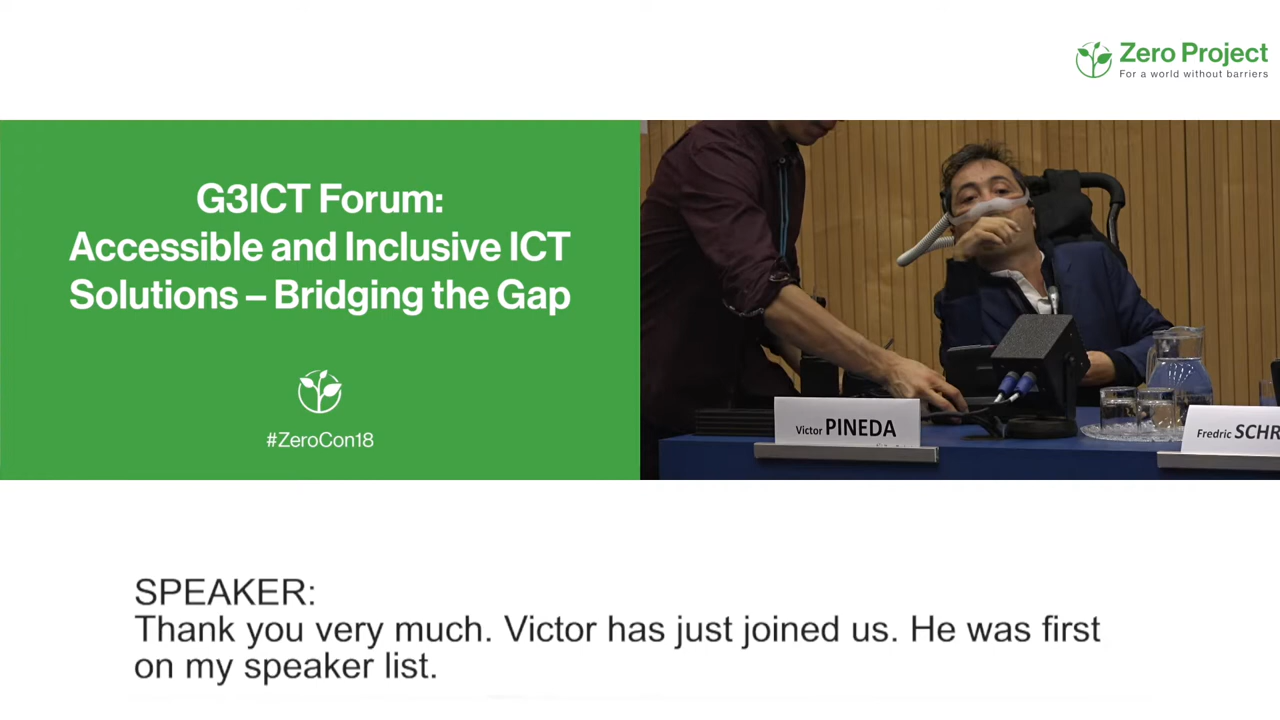 Zero Project
For a world without barriers
G3ICT Forum:
Accessible and Inclusive ICT
Solutions – Bridging the Gap
#ZeroCon18
Victor PINEDA
Fredric SCHR
SPEAKER:
Thank you very much. Victor has just joined us. He was first
on my speaker list.